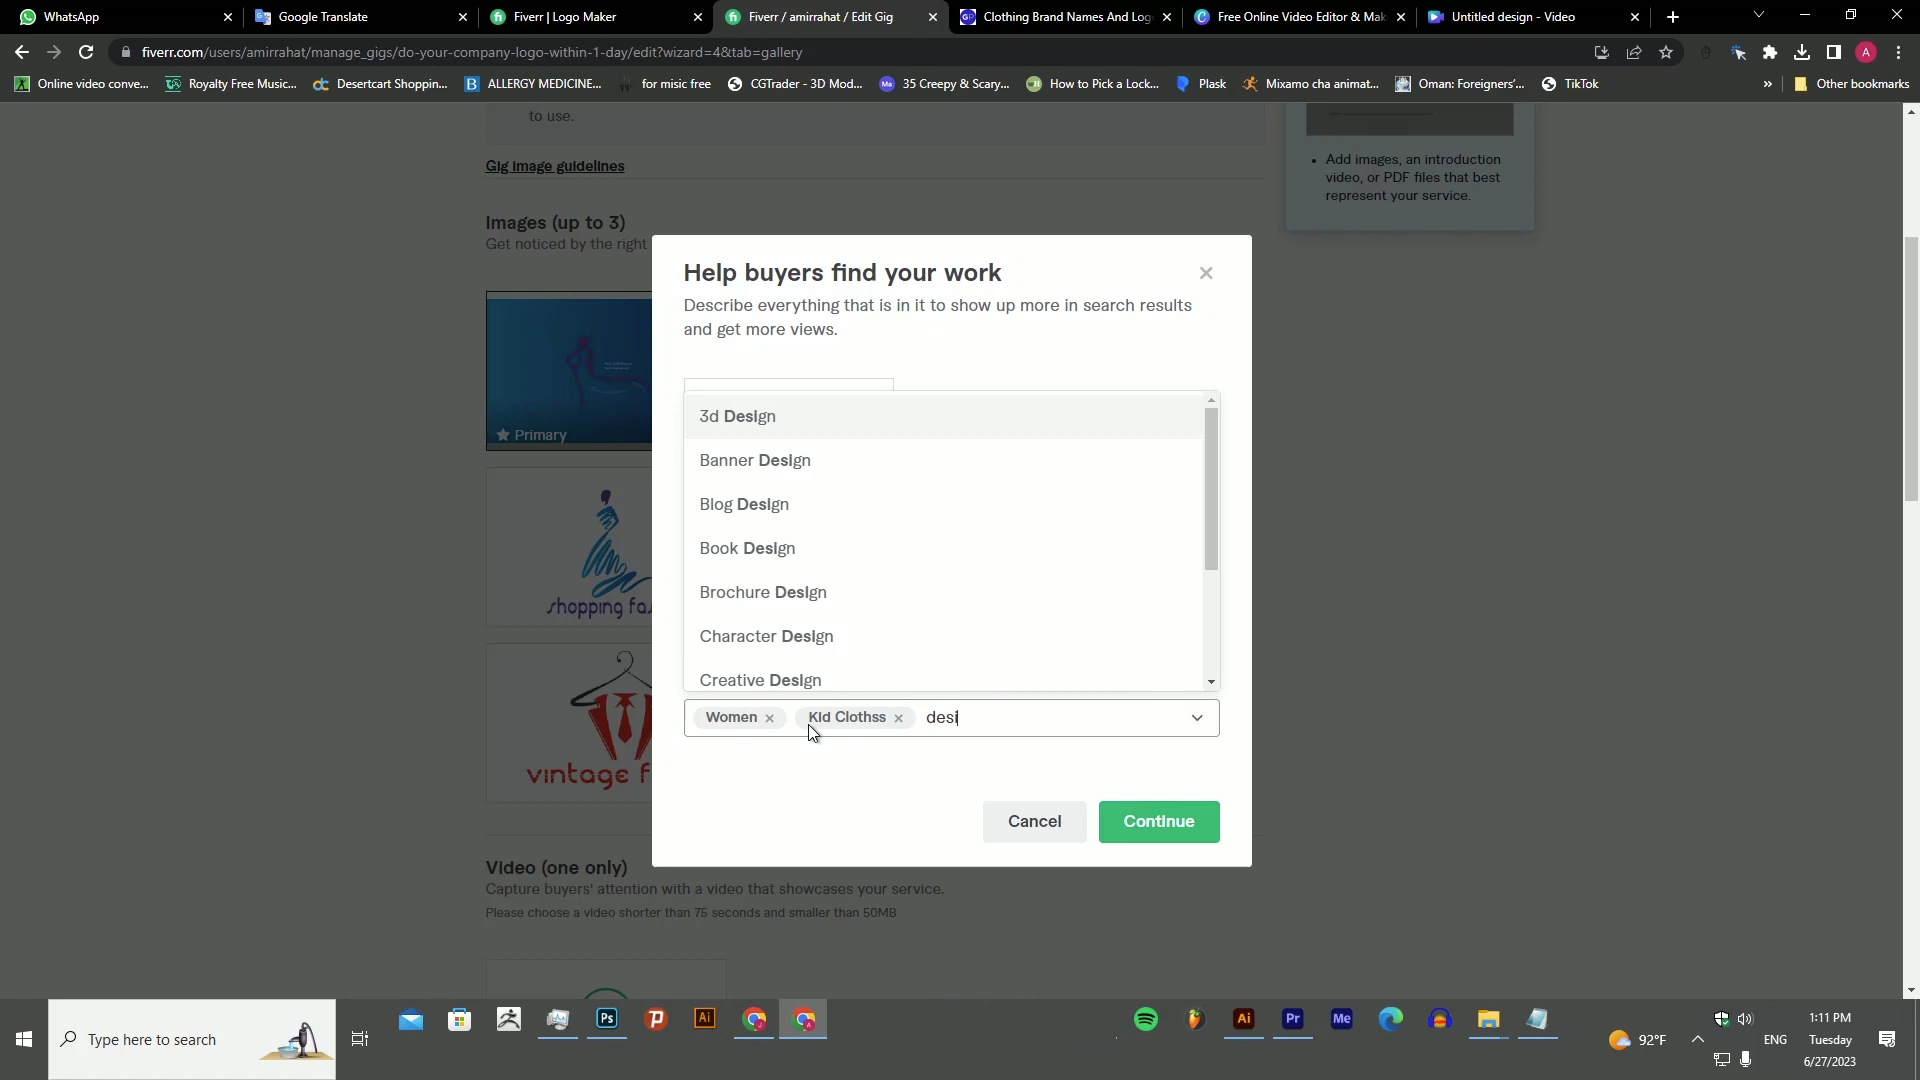 WhatsApp
Google Translate
Fiverr | Logo Maker
Fiverr / amirrahat / Edit Gig
Clothing Brand Names And Log
Free Online Video Editor & Mak
Untitled design - Video
fiverr.com/users/amirrahat/manage_gigs/do-your-company-logo-within-1-day/edit?wizard=4&tab=gallery
A
Online video conve...
Royalty Free Music...
Desertcart Shoppin...
ALLERGY MEDICINE...
for misic free
CGTrader - 3D Mod...
35 Creepy & Scary...
How to Pick a Lock...
Plask
Mixamo cha animat...
Oman: Foreigners'...
TikTok
»
Other bookmarks
to use.
Gig image guidelines
Add images, an introduction
video, or PDF files that best
represent your service.
Images (up to 3)
Get noticed by the right
Primary
shopping fas
vintage f
Help buyers find your work
Describe everything that is in it to show up more in search results
and get more views.
3d Design
Banner Design
Blog Design
Book Design
Brochure Design
Character Design
Creative Design
Women
Kid Clothss
desi
Cancel
Continue
Video (one only)
Capture buyers' attention with a video that showcases your service.
Please choose a video shorter than 75 seconds and smaller than 50MB
Type here to search
Ps
Ai
Ai
Pr
Me
92°F
ENG
1:11 PM
Tuesday
6/27/2023